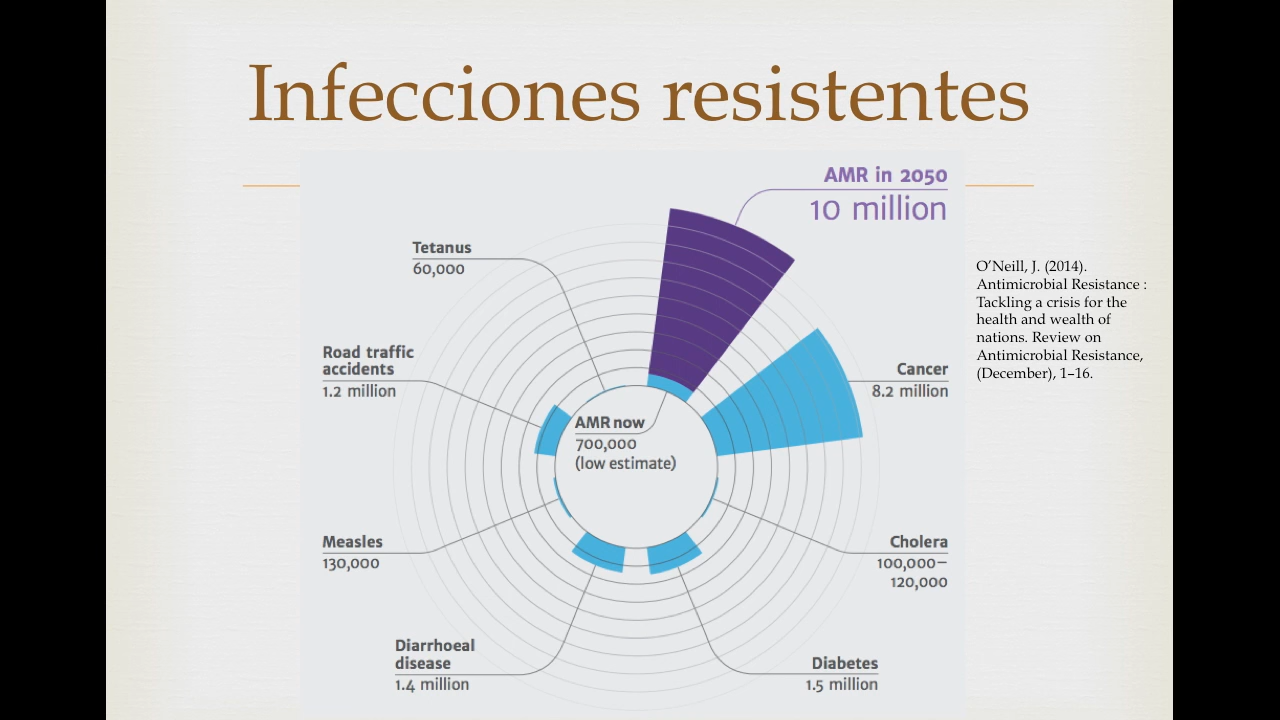 Infecciones resistentes
AMR in 2050
10 million
Tetanus
60,000
O’Neill, J. (2014).
Antimicrobial Resistance :
Tackling a crisis for the
health and wealth of
nations. Review on
Antimicrobial Resistance,
(December), 1–16.
Road traffic
accidents
1.2 million
Cancer
8.2 million
AMR now
700,000
(low estimate)
Measles
130,000
Cholera
100,000–
120,000
Diarrhoeal
disease
1.4 million
Diabetes
1.5 million